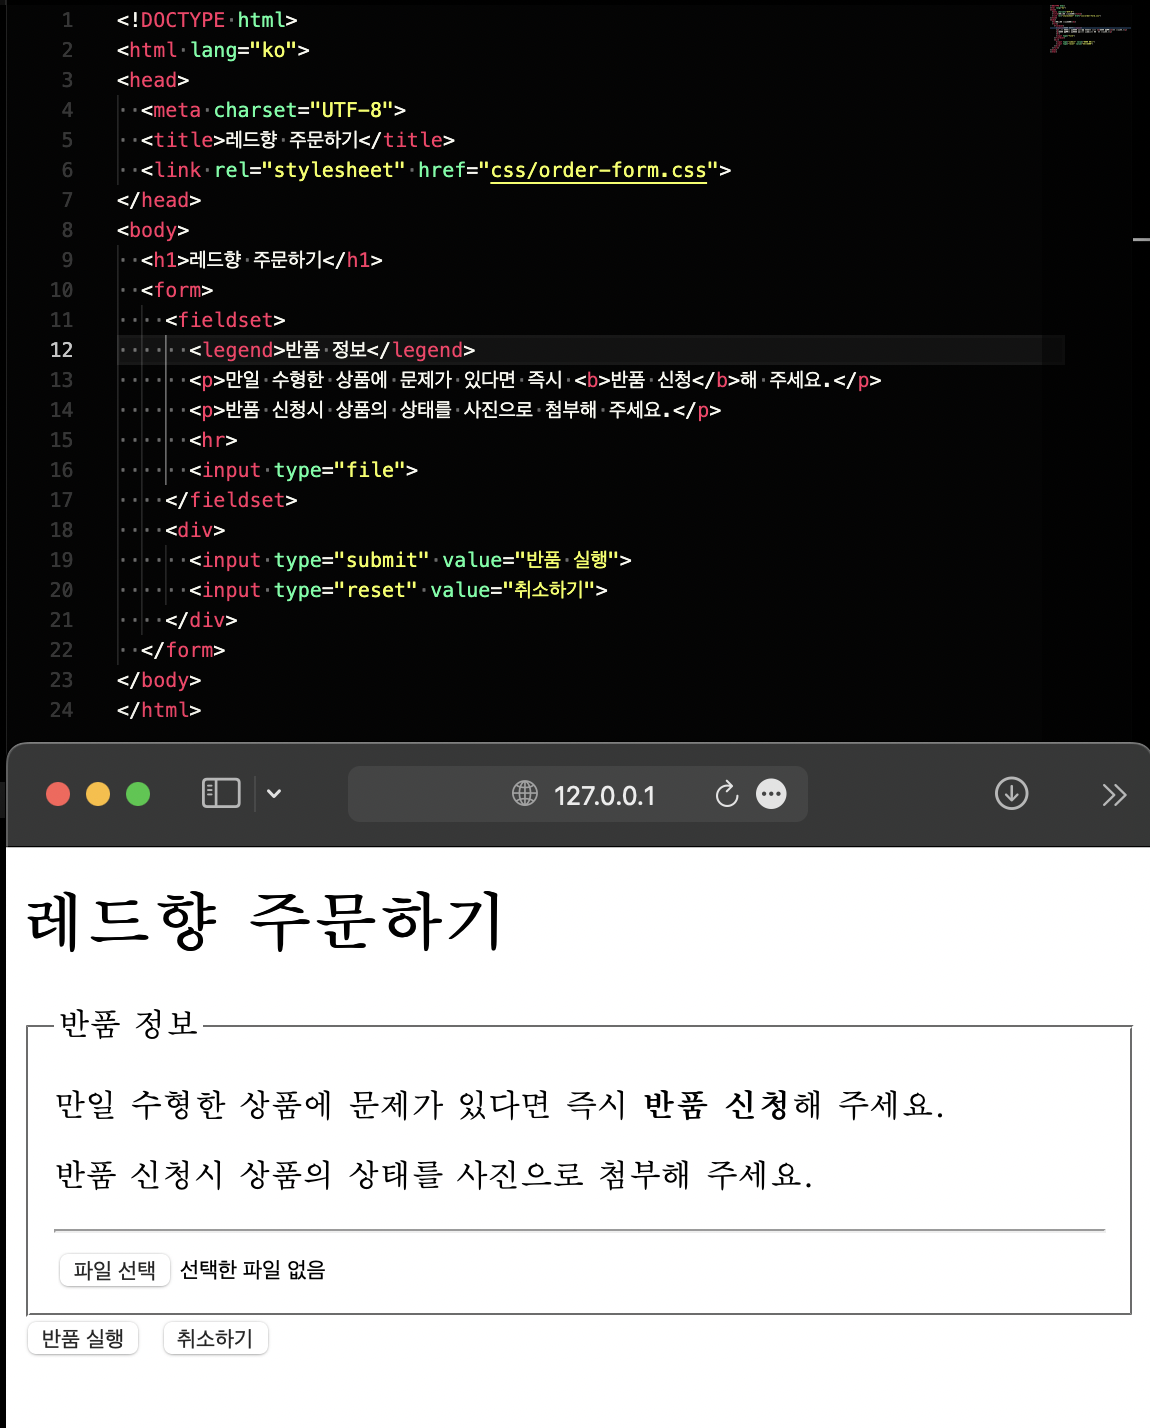 1 <!DOCTYPE html>
2 <html lang="ko">
3 <head>
4 <meta charset="UTF-8">
5 <title>레드향 주문하기</title>
6 <link rel="stylesheet" href="css/order-form.css">
7 </head>
8 <body>
9 <h1>레드향 주문하기</h1>
10 <form>
11 <fieldset>
12 <legend>반품 정보</legend>
13 <p>만일 수형한 상품에 문제가 있다면 즉시 <b>반품 신청</b>해 주세요.</p>
14 <p>반품 신청시 상품의 상태를 사진으로 첨부해 주세요.</p>
15 <hr>
16 <input type="file">
17 </fieldset>
18 <div>
19 <input type="submit" value="반품 실행">
20 <input type="reset" value="취소하기">
21 </div>
22 </form>
23 </body>
24 </html>
127.0.0.1
레드향 주문하기
반품 정보
만일 수형한 상품에 문제가 있다면 즉시 반품 신청해 주세요.
반품 신청시 상품의 상태를 사진으로 첨부해 주세요.
파일 선택 선택한 파일 없음
반품 실행 취소하기